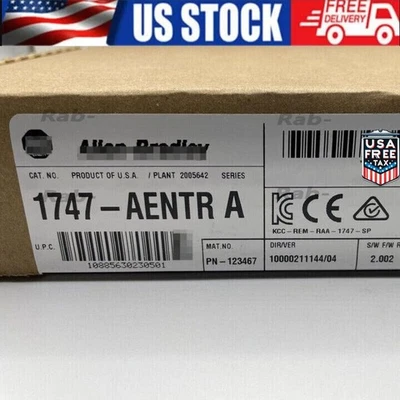 US STOCK
FREE
DELIVERY
Rab-
Rab-
Rab-
Allen-Bradley
USA
FREE
TAX
CAT. NO. PRODUCT OF U.S.A. / PLANT 2005642 SERIES
1747-AENTR A
KCC-REM-RAA-1747-SP
U.P.C.
10885630230501
MAT.NO. DIR/VER S/W F/W R
PN-123467 10000211144/04 2.002